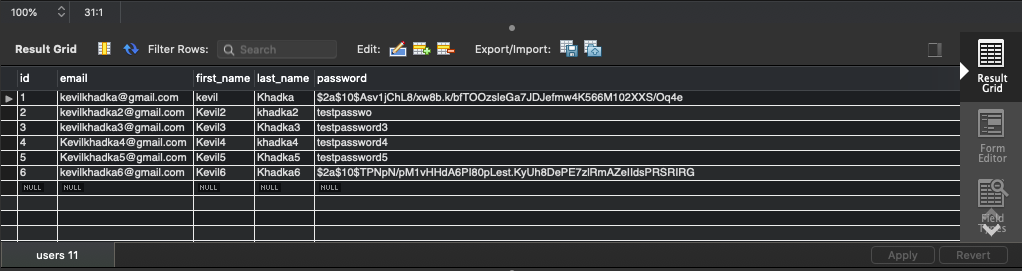 100% 31:1
Result Grid Filter Rows: Search Edit: Export/Import:
id email first_name last_name password
1 kevilkhadka@gmail.com kevil Khadka $2a$10$Asv1jChL8/xw8b.k/bfTOOzsleGa7JDJefmw4K566M102XXS/Oq4e
2 kevilkhadka2@gmail.com Kevil2 khadka2 testpasswo
3 kevilkhadka3@gmail.com Kevil3 Khadka3 testpassword3
4 Kevilkhadka4@gmail.com Kevil4 khadka4 testpassword4
5 Kevilkhadka5@gmail.com Kevil5 Khadka5 testpassword5
6 kevilkhadka6@gmail.com Kevil6 Khadka6 $2a$10$TPNpN/pM1vHHdA6PI80pLest.KyUh8DePE7zlRmAZeIIdsPRSRIRG
NULL NULL NULL NULL NULL
Result
Grid
Form
Editor
Field
Types
users 11 Apply Revert